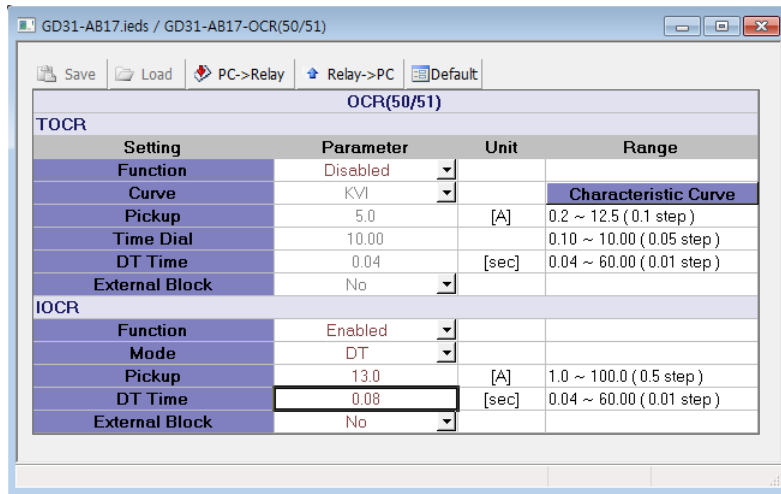 GD31-AB17.ieds / GD31-AB17-OCR(50/51)
Save Load PC->Relay Relay->PC Default
OCR(50/51)
TOCR
Setting Parameter Unit Range
Function Disabled
Curve KVI Characteristic Curve
Pickup 5.0 [A] 0.2 ~ 12.5 ( 0.1 step )
Time Dial 10.00 0.10 ~ 10.00 ( 0.05 step )
DT Time 0.04 [sec] 0.04 ~ 60.00 ( 0.01 step )
External Block No
IOCR
Function Enabled
Mode DT
Pickup 13.0 [A] 1.0 ~ 100.0 ( 0.5 step )
DT Time 0.08 [sec] 0.04 ~ 60.00 ( 0.01 step )
External Block No